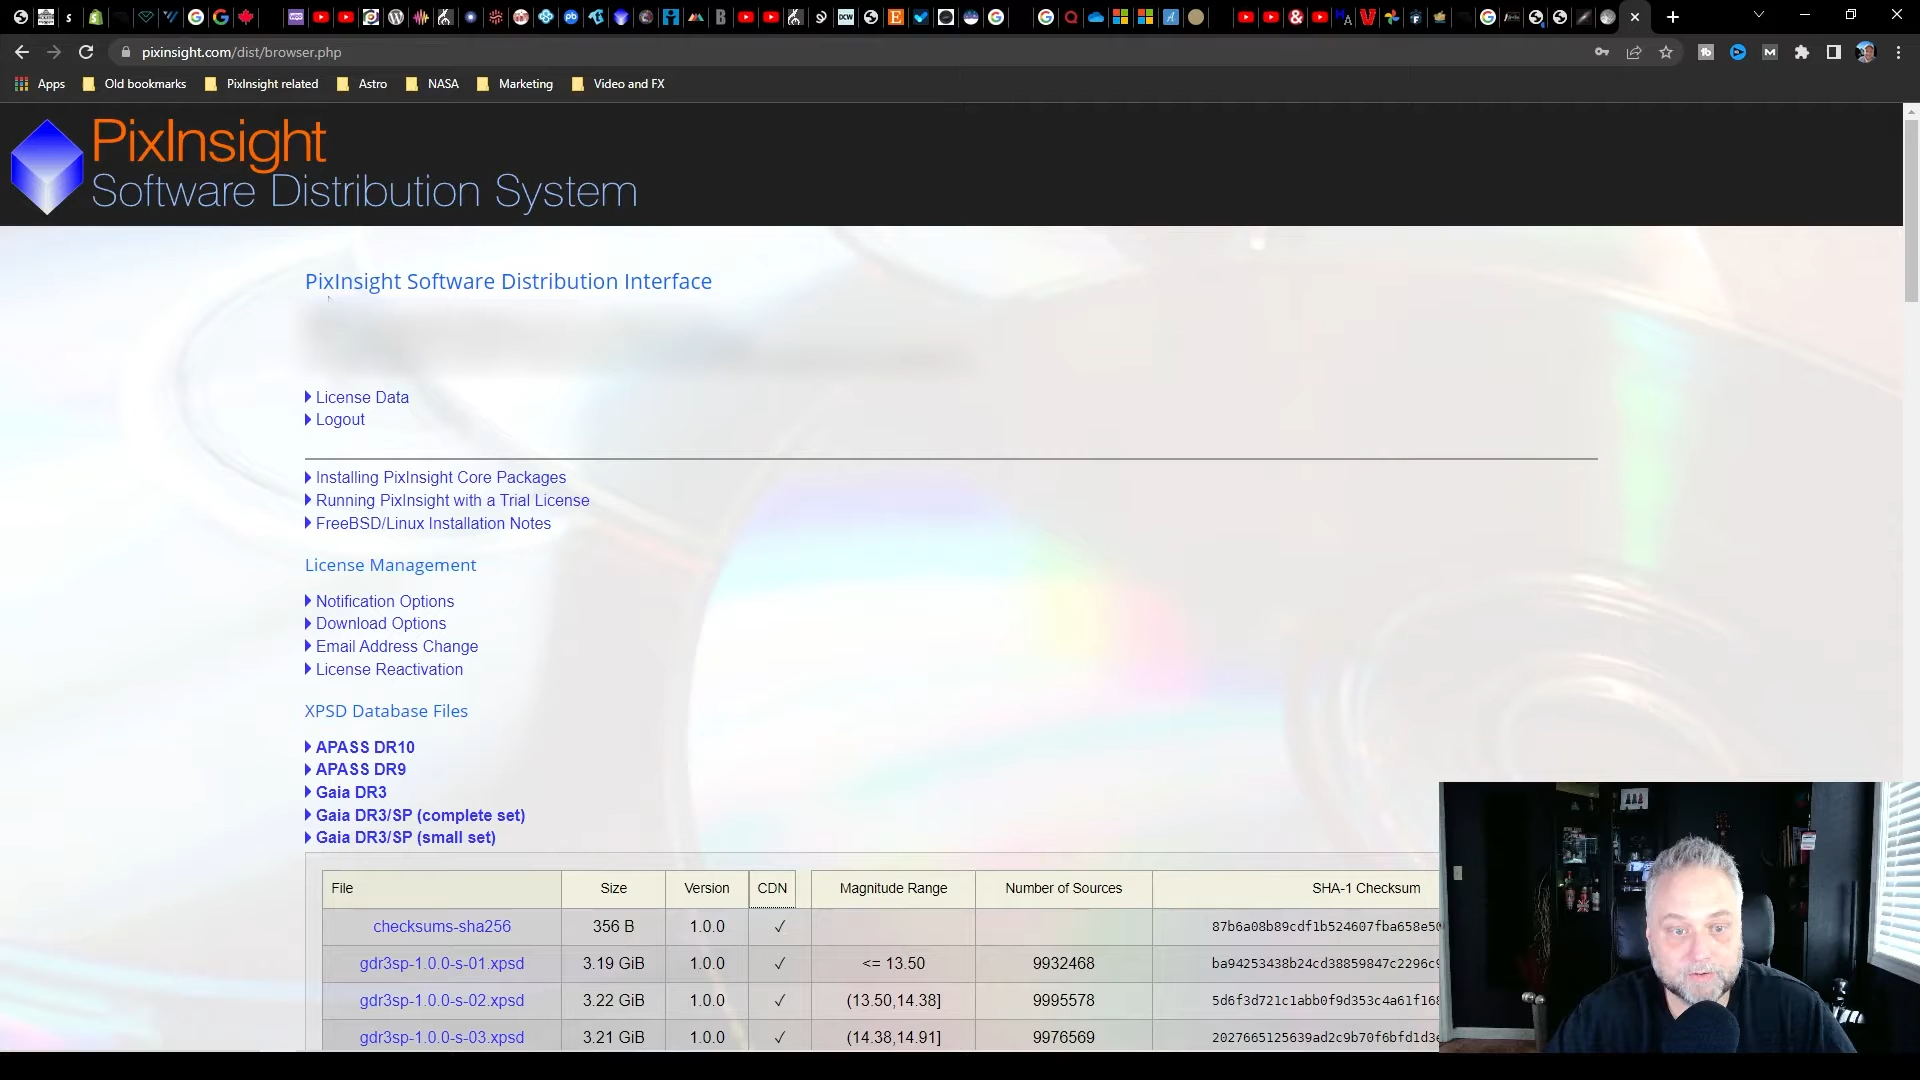 pixinsight.com/dist/browser.php
Apps Old bookmarks PixInsight related Astro NASA Marketing Video and FX
PixInsight
Software Distribution System
PixInsight Software Distribution Interface
License Data
Logout
Installing PixInsight Core Packages
Running PixInsight with a Trial License
FreeBSD/Linux Installation Notes
License Management
Notification Options
Download Options
Email Address Change
License Reactivation
XPSD Database Files
APASS DR10
APASS DR9
Gaia DR3
Gaia DR3/SP (complete set)
Gaia DR3/SP (small set)
File Size Version CDN Magnitude Range Number of Sources SHA-1 Checksum
checksums-sha256 356 B 1.0.0 ✓ 87b6a08b89cdf1b524607fba658e50
gdr3sp-1.0.0-s-01.xpsd 3.19 GiB 1.0.0 ✓ <= 13.50 9932468 ba94253438b24cd38859847c2296c9
gdr3sp-1.0.0-s-02.xpsd 3.22 GiB 1.0.0 ✓ (13.50,14.38] 9995578 5d6f3d721c1abb0f9d353c4a61f168
gdr3sp-1.0.0-s-03.xpsd 3.21 GiB 1.0.0 ✓ (14.38,14.91] 9976569 2027665125639ad2c9b70f6bfd1d3e